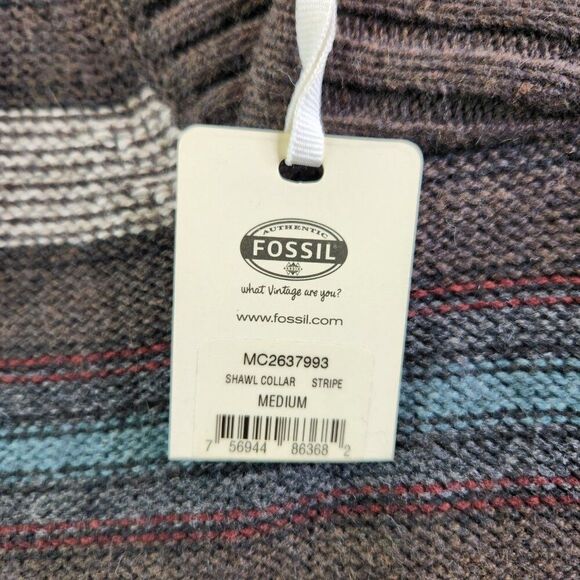 AUTHENTIC
FOSSIL
what Vintage are you?
www.fossil.com
MC2637993
SHAWL COLLAR STRIPE
MEDIUM
7 56944 86368 2